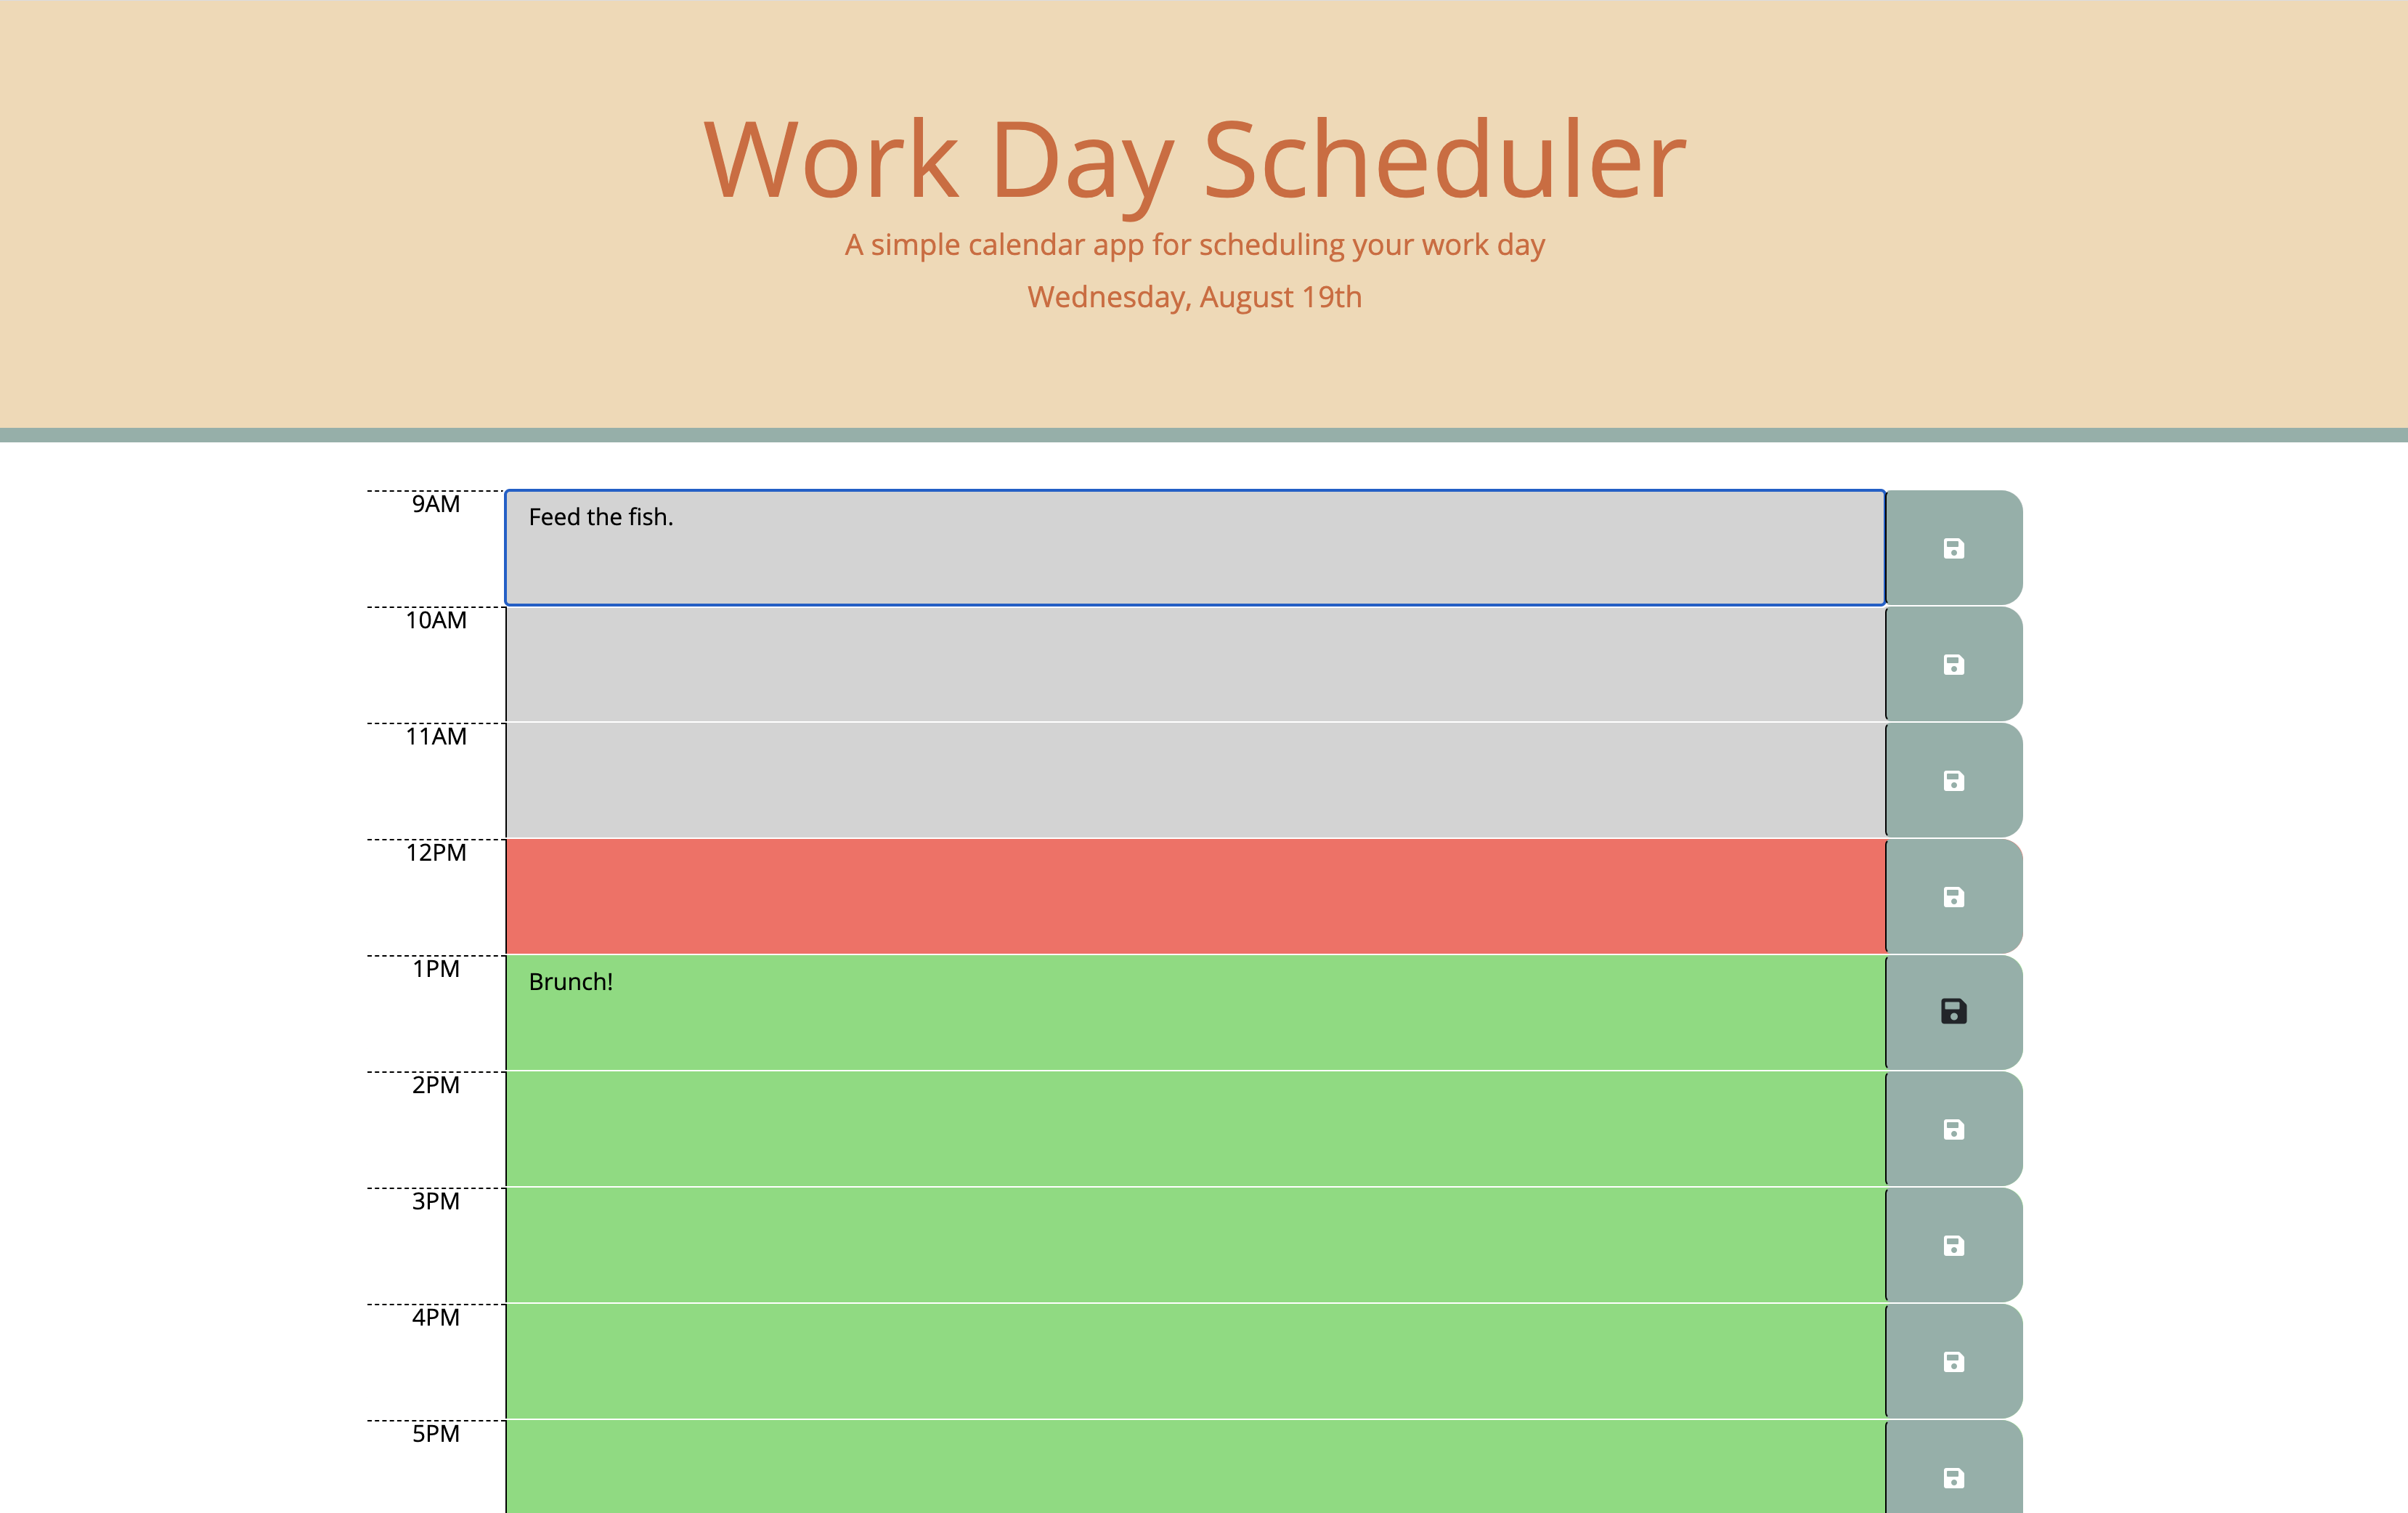 Work Day Scheduler
A simple calendar app for scheduling your work day
Wednesday, August 19th
9AM
Feed the fish.
10AM
11AM
12PM
1PM
Brunch!
2PM
3PM
4PM
5PM